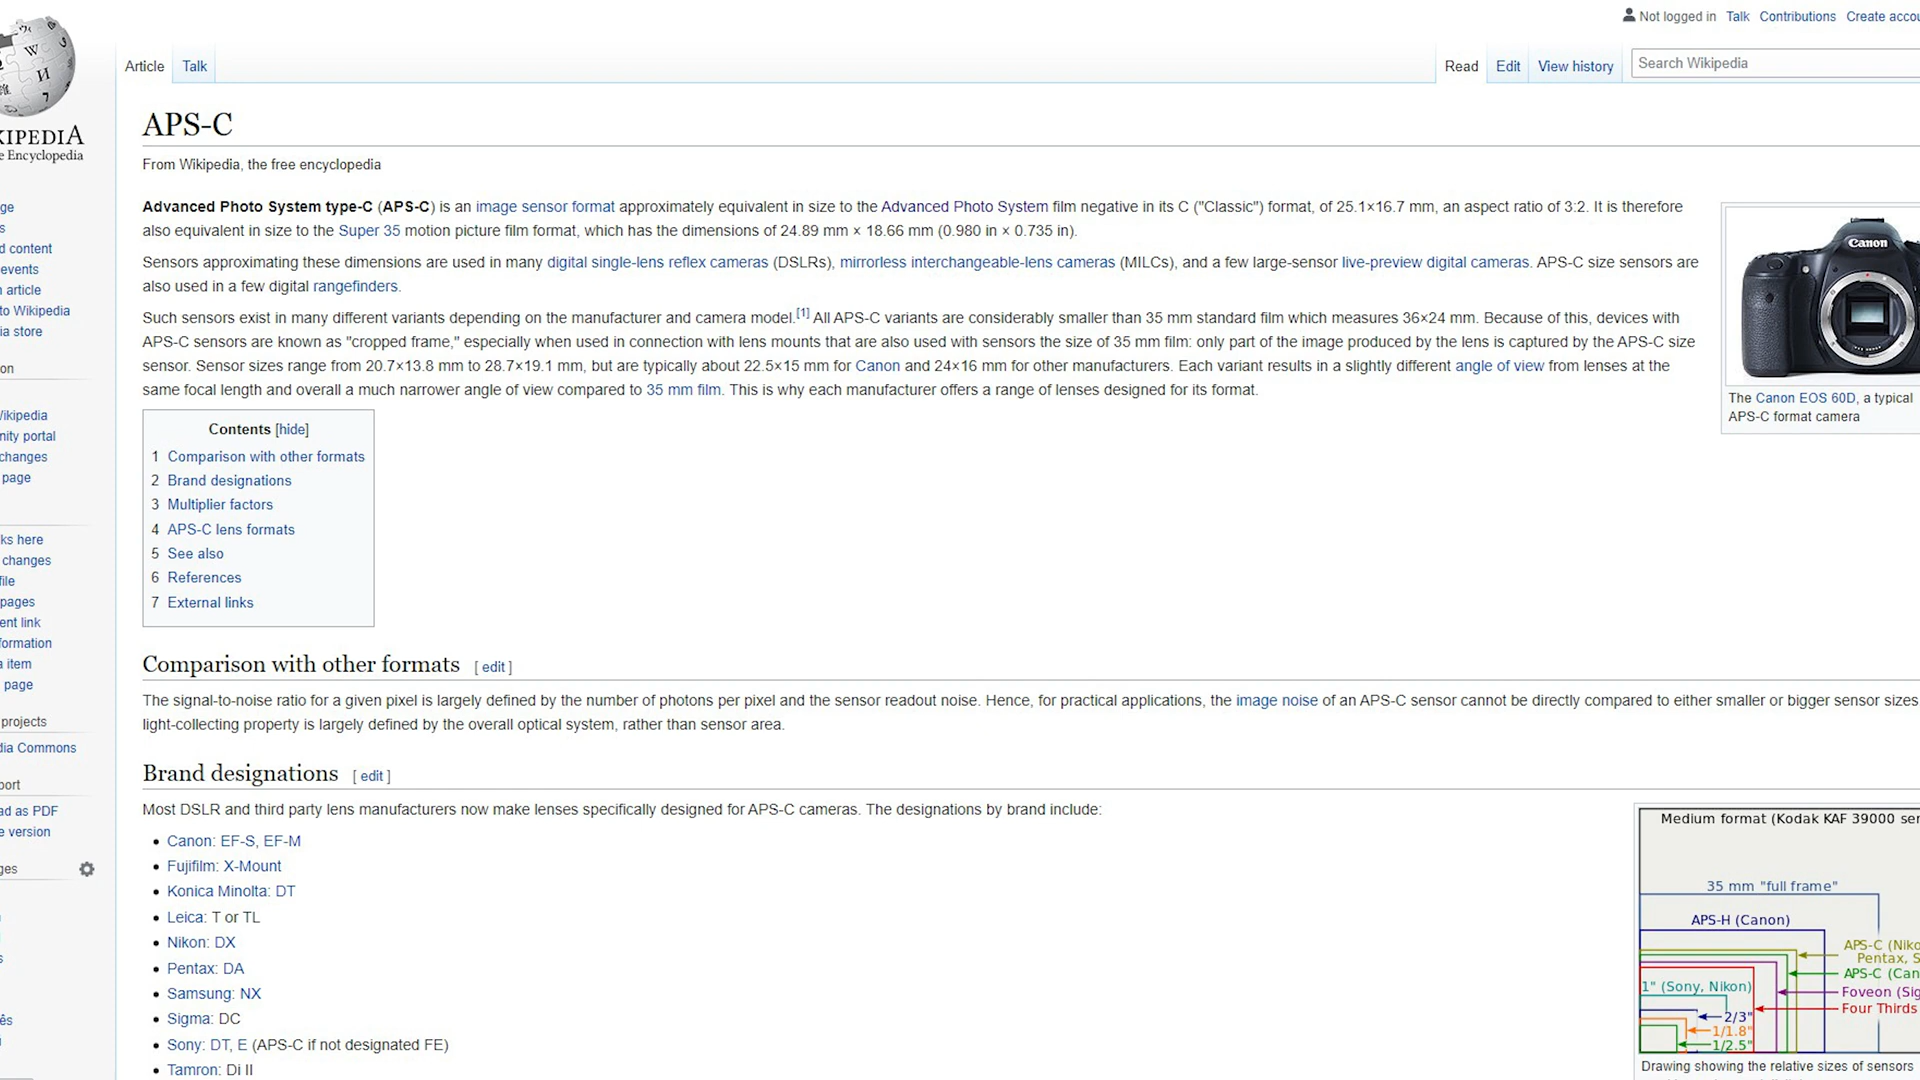 Not logged in Talk Contributions Create
Article Talk Read Edit View history Search Wikipedia
W
И
7
Encyclopedia
APS-C
From Wikipedia, the free encyclopedia
Advanced Photo System type-C (APS-C) is an image sensor format approximately equivalent in size to the Advanced Photo System film negative in its C ("Classic") format, of 25.1×16.7 mm, an aspect ratio of 3:2. It is therefore
also equivalent in size to the Super 35 motion picture film format, which has the dimensions of 24.89 mm × 18.66 mm (0.980 in × 0.735 in).
Sensors approximating these dimensions are used in many digital single-lens reflex cameras (DSLRs), mirrorless interchangeable-lens cameras (MILCs), and a few large-sensor live-preview digital cameras. APS-C size sensors are
also used in a few digital rangefinders.
Such sensors exist in many different variants depending on the manufacturer and camera model.[1] All APS-C variants are considerably smaller than 35 mm standard film which measures 36×24 mm. Because of this, devices with
APS-C sensors are known as "cropped frame," especially when used in connection with lens mounts that are also used with sensors the size of 35 mm film: only part of the image produced by the lens is captured by the APS-C size
sensor. Sensor sizes range from 20.7×13.8 mm to 28.7×19.1 mm, but are typically about 22.5×15 mm for Canon and 24×16 mm for other manufacturers. Each variant results in a slightly different angle of view from lenses at the
same focal length and overall a much narrower angle of view compared to 35 mm film. This is why each manufacturer offers a range of lenses designed for its format.
Canon
The Canon EOS 60D, a typical
APS-C format camera
Contents [hide]
1 Comparison with other formats
2 Brand designations
3 Multiplier factors
4 APS-C lens formats
5 See also
6 References
7 External links
Comparison with other formats [ edit ]
The signal-to-noise ratio for a given pixel is largely defined by the number of photons per pixel and the sensor readout noise. Hence, for practical applications, the image noise of an APS-C sensor cannot be directly compared to either smaller or bigger sensor sizes
light-collecting property is largely defined by the overall optical system, rather than sensor area.
Brand designations [ edit ]
Most DSLR and third party lens manufacturers now make lenses specifically designed for APS-C cameras. The designations by brand include:
Canon: EF-S, EF-M
Fujifilm: X-Mount
Konica Minolta: DT
Leica: T or TL
Nikon: DX
Pentax: DA
Samsung: NX
Sigma: DC
Sony: DT, E (APS-C if not designated FE)
Tamron: Di II
Medium format (Kodak KAF 39000
35 mm "full frame"
APS-H (Canon)
APS-C
Pentax,
APS-C
Foveon
Four Thirds
1" (Sony, Nikon)
2/3"
1/1.8"
1/2.5"
Drawing showing the relative sizes of sensors
content
events
article
to Wikipedia
store
portal
changes
page
here
changes
file
pages
link
item
page
projects
Commons
as PDF
version